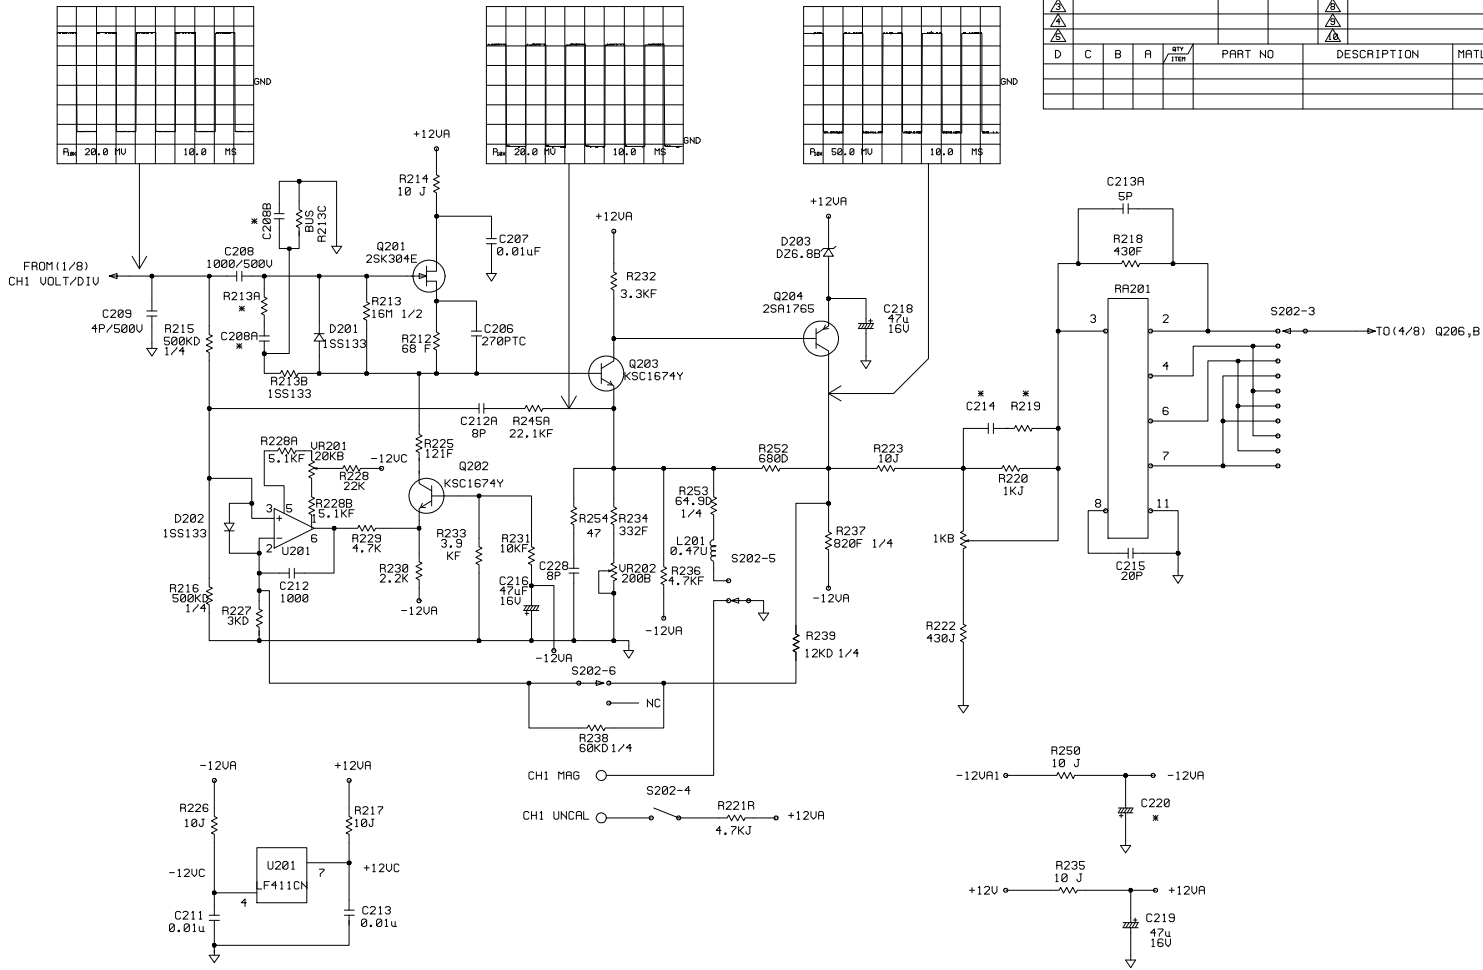 3
8
4
9
5
10
D C B A QTY ITEM PART NO DESCRIPTION MATL
GND
P10X 20.0 MV 10.0 MS
GND
P10X 20.0 MV 10.0 MS
GND
P10X 50.0 MV 10.0 MS
+12VA
R214
10 J
C207
0.01uF
* C208B
BUS
R213C
Q201
2SK304E
C208
1000/500V
FROM(1/8)
CH1 VOLT/DIV
C209
4P/500V
R215
500KD
1/4
R213A
*
C208A
*
D201
1SS133
R213
16M 1/2
R212
68 F
C206
270PTC
R213B
1SS133
+12VA
R232
3.3KF
Q203
KSC1674Y
+12VA
D203
DZ6.8B
Q204
2SA1765
C218
47u
16V
C213A
5P
R218
430F
RA201
3 2
4
6
7
8 11
S202-3
TO(4/8) Q206,B
C215
20P
* *
C214 R219
R220
1KJ
R223
10J
R252
680D
1KB
R222
430J
C212A
8P
R245A
22.1KF
R228A
5.1KF
VR201
20KB
-12VC
R228
22K
R228B
5.1KF
R225
121F
Q202
KSC1674Y
D202
1SS133
3
5
1
+
-
2
6
U201
R229
4.7K
R230
2.2K
-12VA
C212
1000
R216
500KD
1/4
R227
3KD
R233
3.9
KF
R231
10KF
C216
47uF
16V
-12VA
R254
47
C228
8P
R234
332F
VR202
200B
R236
4.7KF
-12VA
R253
64.9D
1/4
L201
0.47U
S202-5
R237
820F 1/4
-12VA
R239
12KD 1/4
S202-6
NC
R238
60KD1/4
CH1 MAG
CH1 UNCAL
S202-4
R221R
4.7KJ
+12VA
-12VA
+12VA
R226
10J
R217
10J
-12VC
U201
LF411CN
7
+12VC
4
C211
0.01u
C213
0.01u
R250
10 J
-12VA1
-12VA
C220
*
R235
10 J
+12V
+12VA
C219
47u
16V